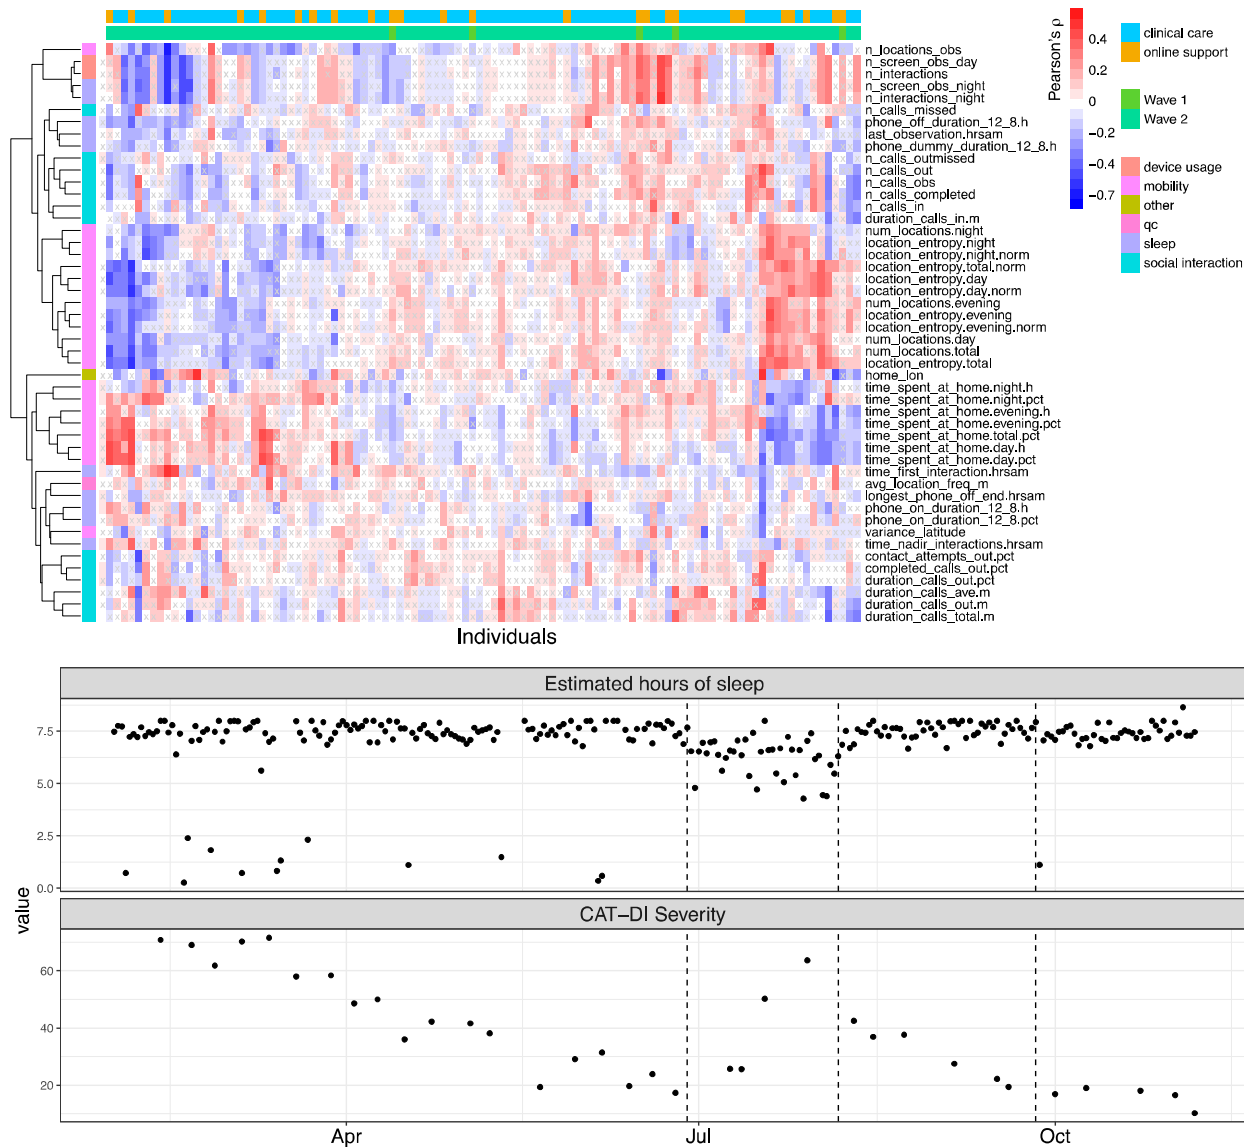 n_locations_obs
n_screen_obs_day
n_interactions
n_screen_obs_night
n_interactions_night
n_calls_missed
phone_off_duration_12_8.h
last_observation.hrsam
phone_dummy_duration_12_8.h
n_calls_outmissed
n_calls_out
n_calls_obs
n_calls_completed
n_calls_in
duration_calls_in.m
num_locations.night
location_entropy.night
location_entropy.night.norm
location_entropy.total.norm
location_entropy.day
location_entropy.day.norm
num_locations.evening
location_entropy.evening
location_entropy.evening.norm
num_locations.day
num_locations.total
location_entropy.total
home_lon
time_spent_at_home.night.h
time_spent_at_home.night.pct
time_spent_at_home.evening.h
time_spent_at_home.evening.pct
time_spent_at_home.total.pct
time_spent_at_home.day.h
time_spent_at_home.day.pct
time_first_interaction.hrsam
avg_location_freq_m
longest_phone_off_end.hrsam
phone_on_duration_12_8.h
phone_on_duration_12_8.pct
variance_latitude
time_nadir_interactions.hrsam
contact_attempts_out.pct
completed_calls_out.pct
duration_calls_out.pct
duration_calls_ave.m
duration_calls_out.m
duration_calls_total.m
Individuals
Pearson's ρ
0.4
0.2
0
−0.2
−0.4
−0.7
clinical care
online support
Wave 1
Wave 2
device usage
mobility
other
qc
sleep
social interaction
Estimated hours of sleep
7.5
5.0
2.5
0.0
value
CAT−DI Severity
60
40
20
Apr
Jul
Oct